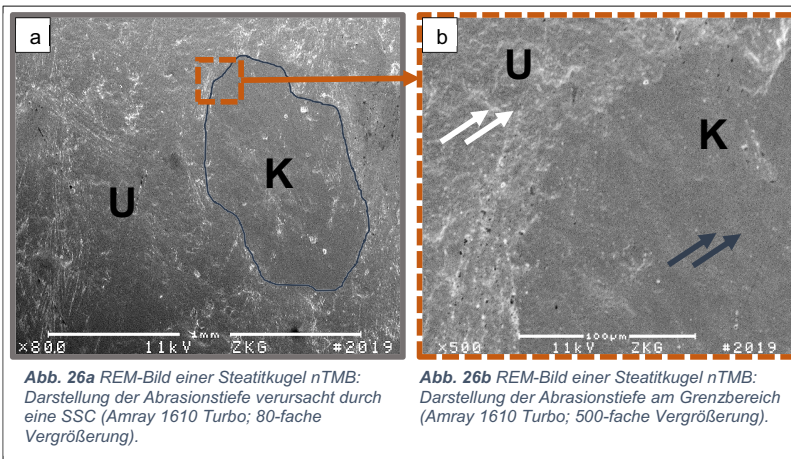 a
U
K
x80.0 1mm
11kV ZKG #2019
b
U
K
x500 100µm
11kV ZKG #2019
Abb. 26a REM-Bild einer Steatitkugel nTMB:
Darstellung der Abrasionstiefe verursacht durch
eine SSC (Amray 1610 Turbo; 80-fache
Vergrößerung).
Abb. 26b REM-Bild einer Steatitkugel nTMB:
Darstellung der Abrasionstiefe am Grenzbereich
(Amray 1610 Turbo; 500-fache Vergrößerung).